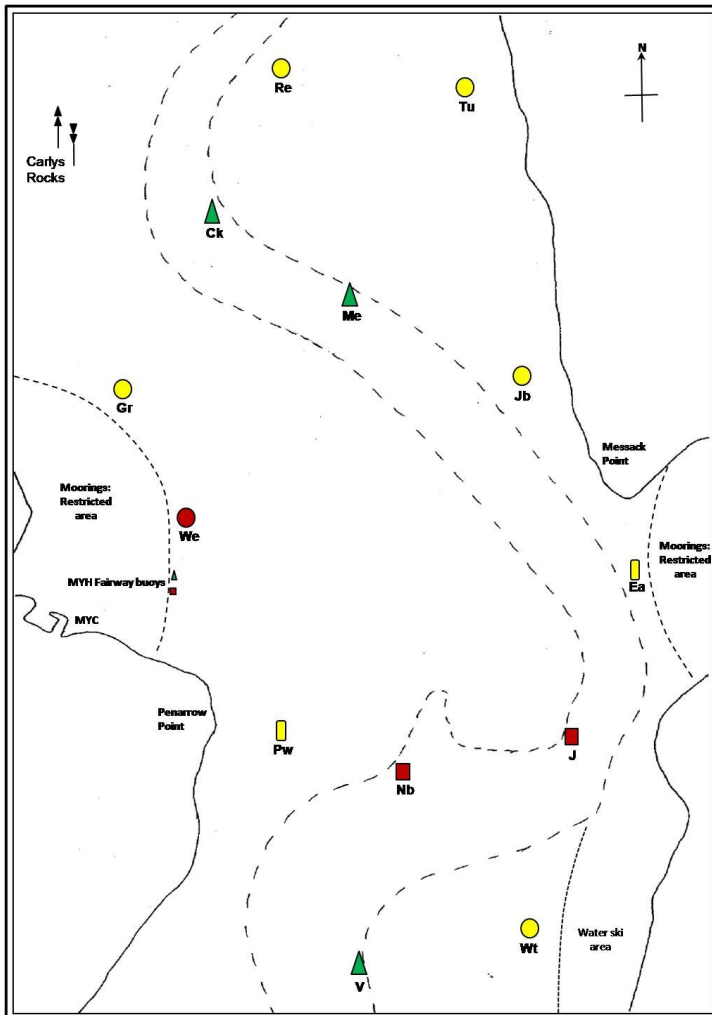 Re
Tu
N
Carlys
Rocks
Ck
Me
Gr
Jb
Messack
Point
Moorings:
Restricted
area
We
Moorings:
Restricted
area
MYH Fairway buoys
Ea
MYC
Penarrow
Point
Pw
J
Nb
Wt
Water ski
area
V